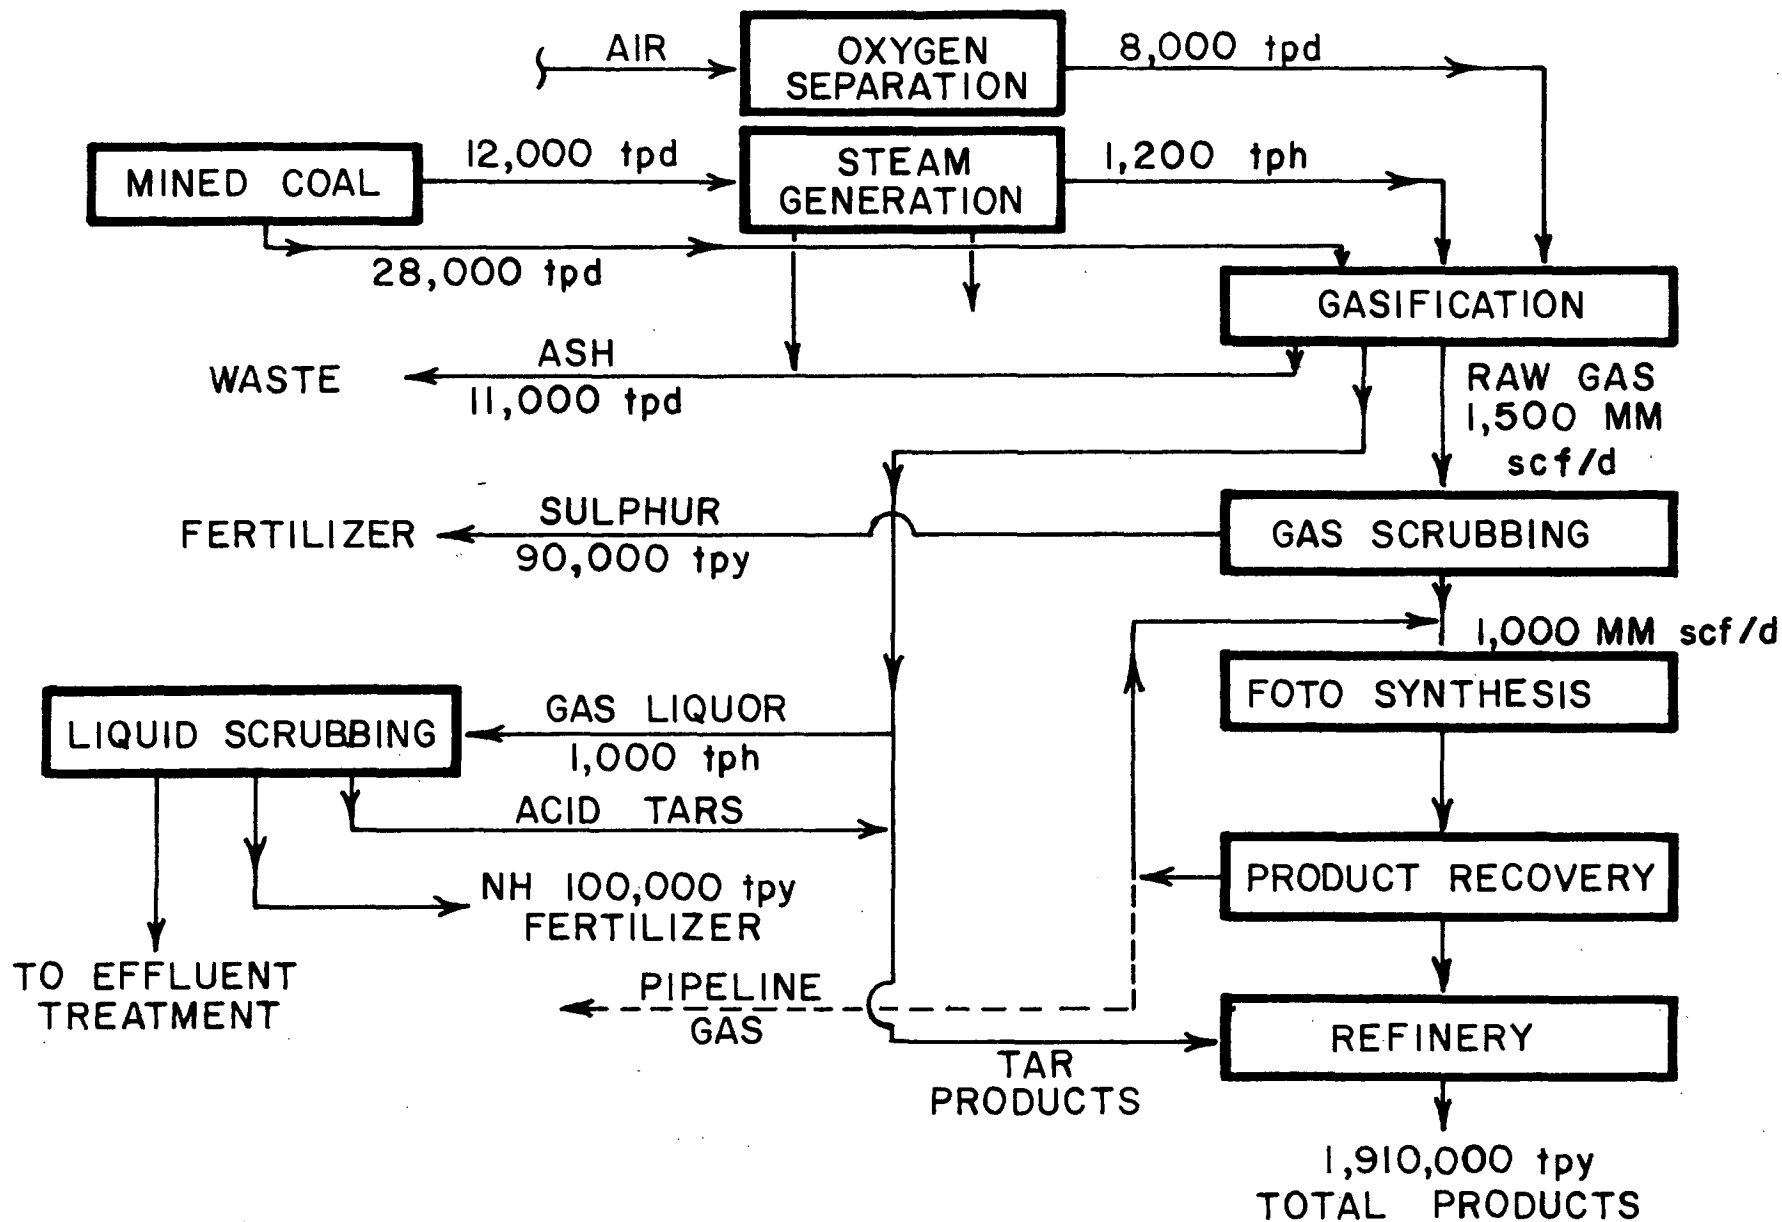 AIR
OXYGEN
SEPARATION
8,000 tpd
MINED COAL
12,000 tpd
STEAM
GENERATION
1,200 tph
28,000 tpd
GASIFICATION
WASTE
ASH
11,000 tpd
RAW GAS
1,500 MM
scf/d
FERTILIZER
SULPHUR
90,000 tpy
GAS SCRUBBING
1,000 MM scf/d
FOTO SYNTHESIS
LIQUID SCRUBBING
GAS LIQUOR
1,000 tph
ACID TARS
PRODUCT RECOVERY
NH 100,000 tpy
FERTILIZER
TO EFFLUENT
TREATMENT
PIPELINE
GAS
REFINERY
TAR
PRODUCTS
1,910,000 tpy
TOTAL PRODUCTS